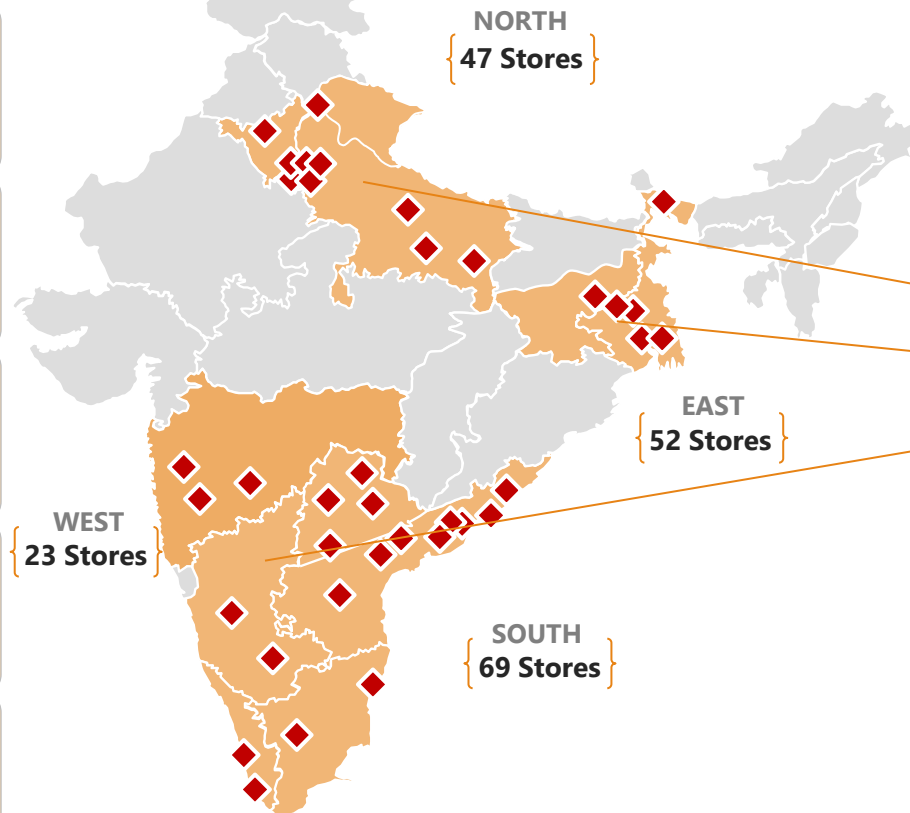 NORTH
47 Stores
EAST
52 Stores
WEST
23 Stores
SOUTH
69 Stores